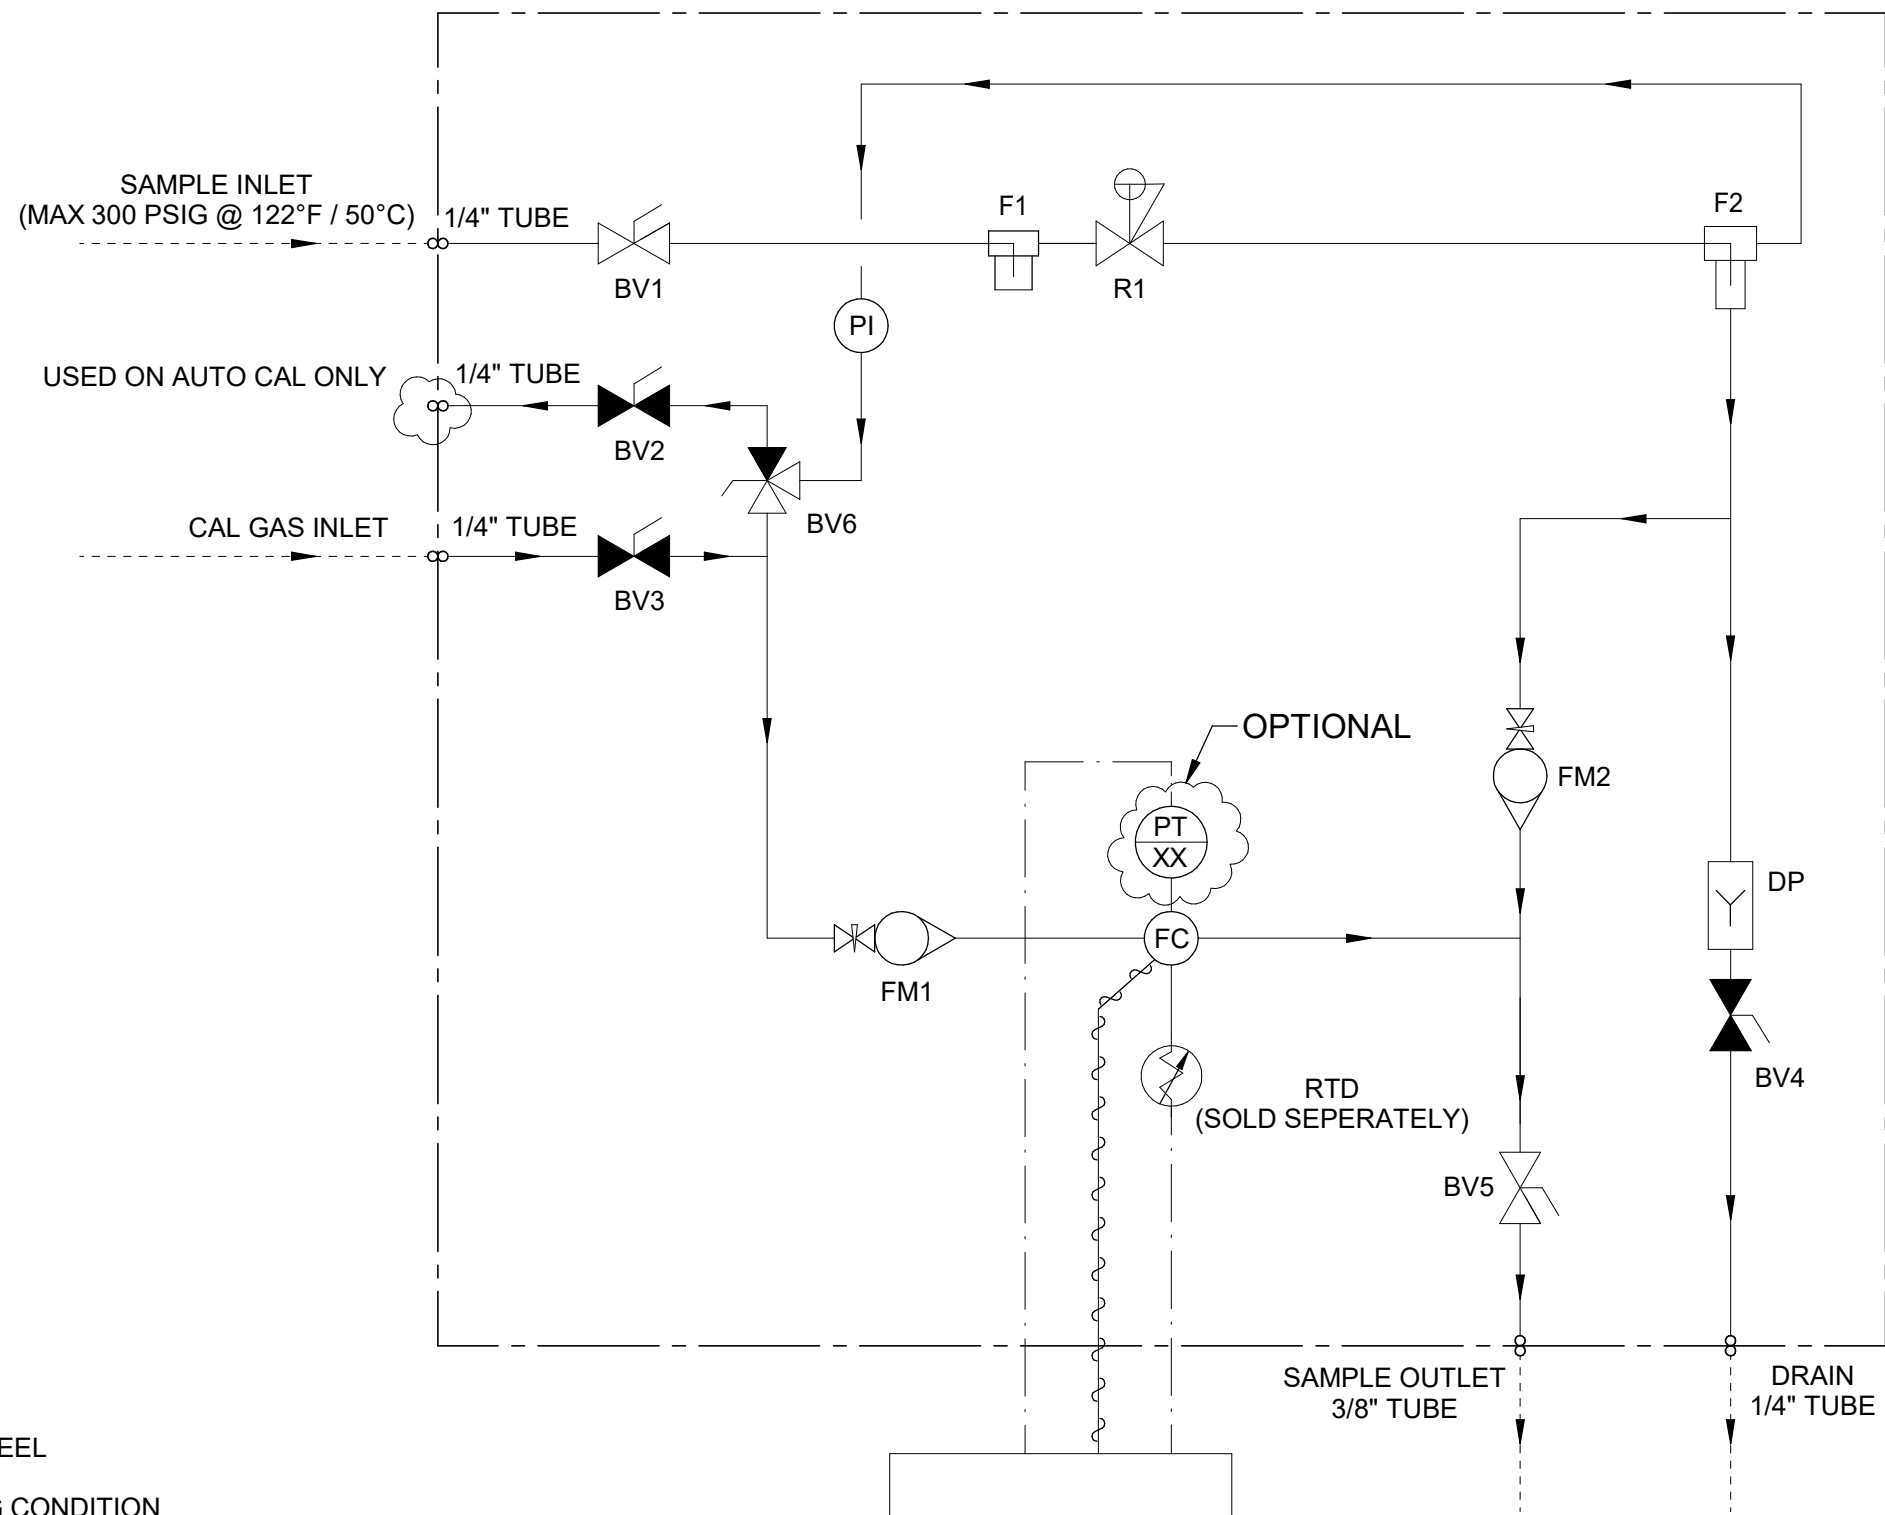 SAMPLE INLET
(MAX 300 PSIG @ 122°F / 50°C)
1/4" TUBE
BV1
F1
R1
F2
PI
USED ON AUTO CAL ONLY
1/4" TUBE
BV2
BV6
CAL GAS INLET
1/4" TUBE
BV3
OPTIONAL
PT
XX
FM2
DP
FC
FM1
RTD
(SOLD SEPERATELY)
BV4
BV5
SAMPLE OUTLET
3/8" TUBE
DRAIN
1/4" TUBE
EEL
CONDITION